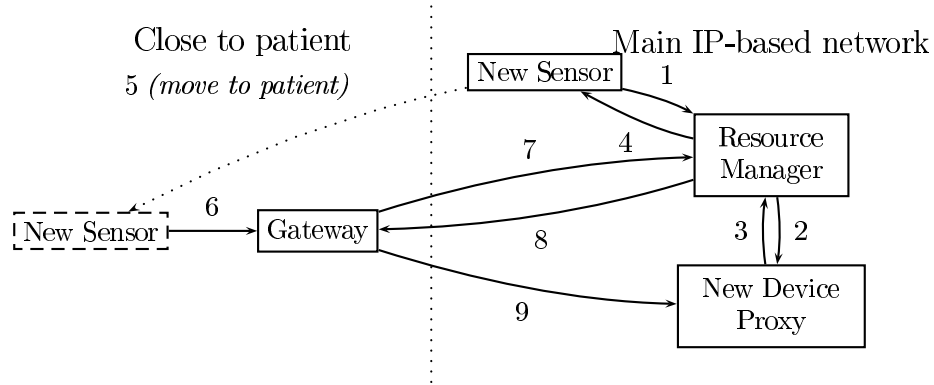 Close to patient
Main IP-based network
5 (move to patient)
New Sensor
1
Resource
Manager
4
7
6
New Sensor
Gateway
8
3
2
9
New Device
Proxy